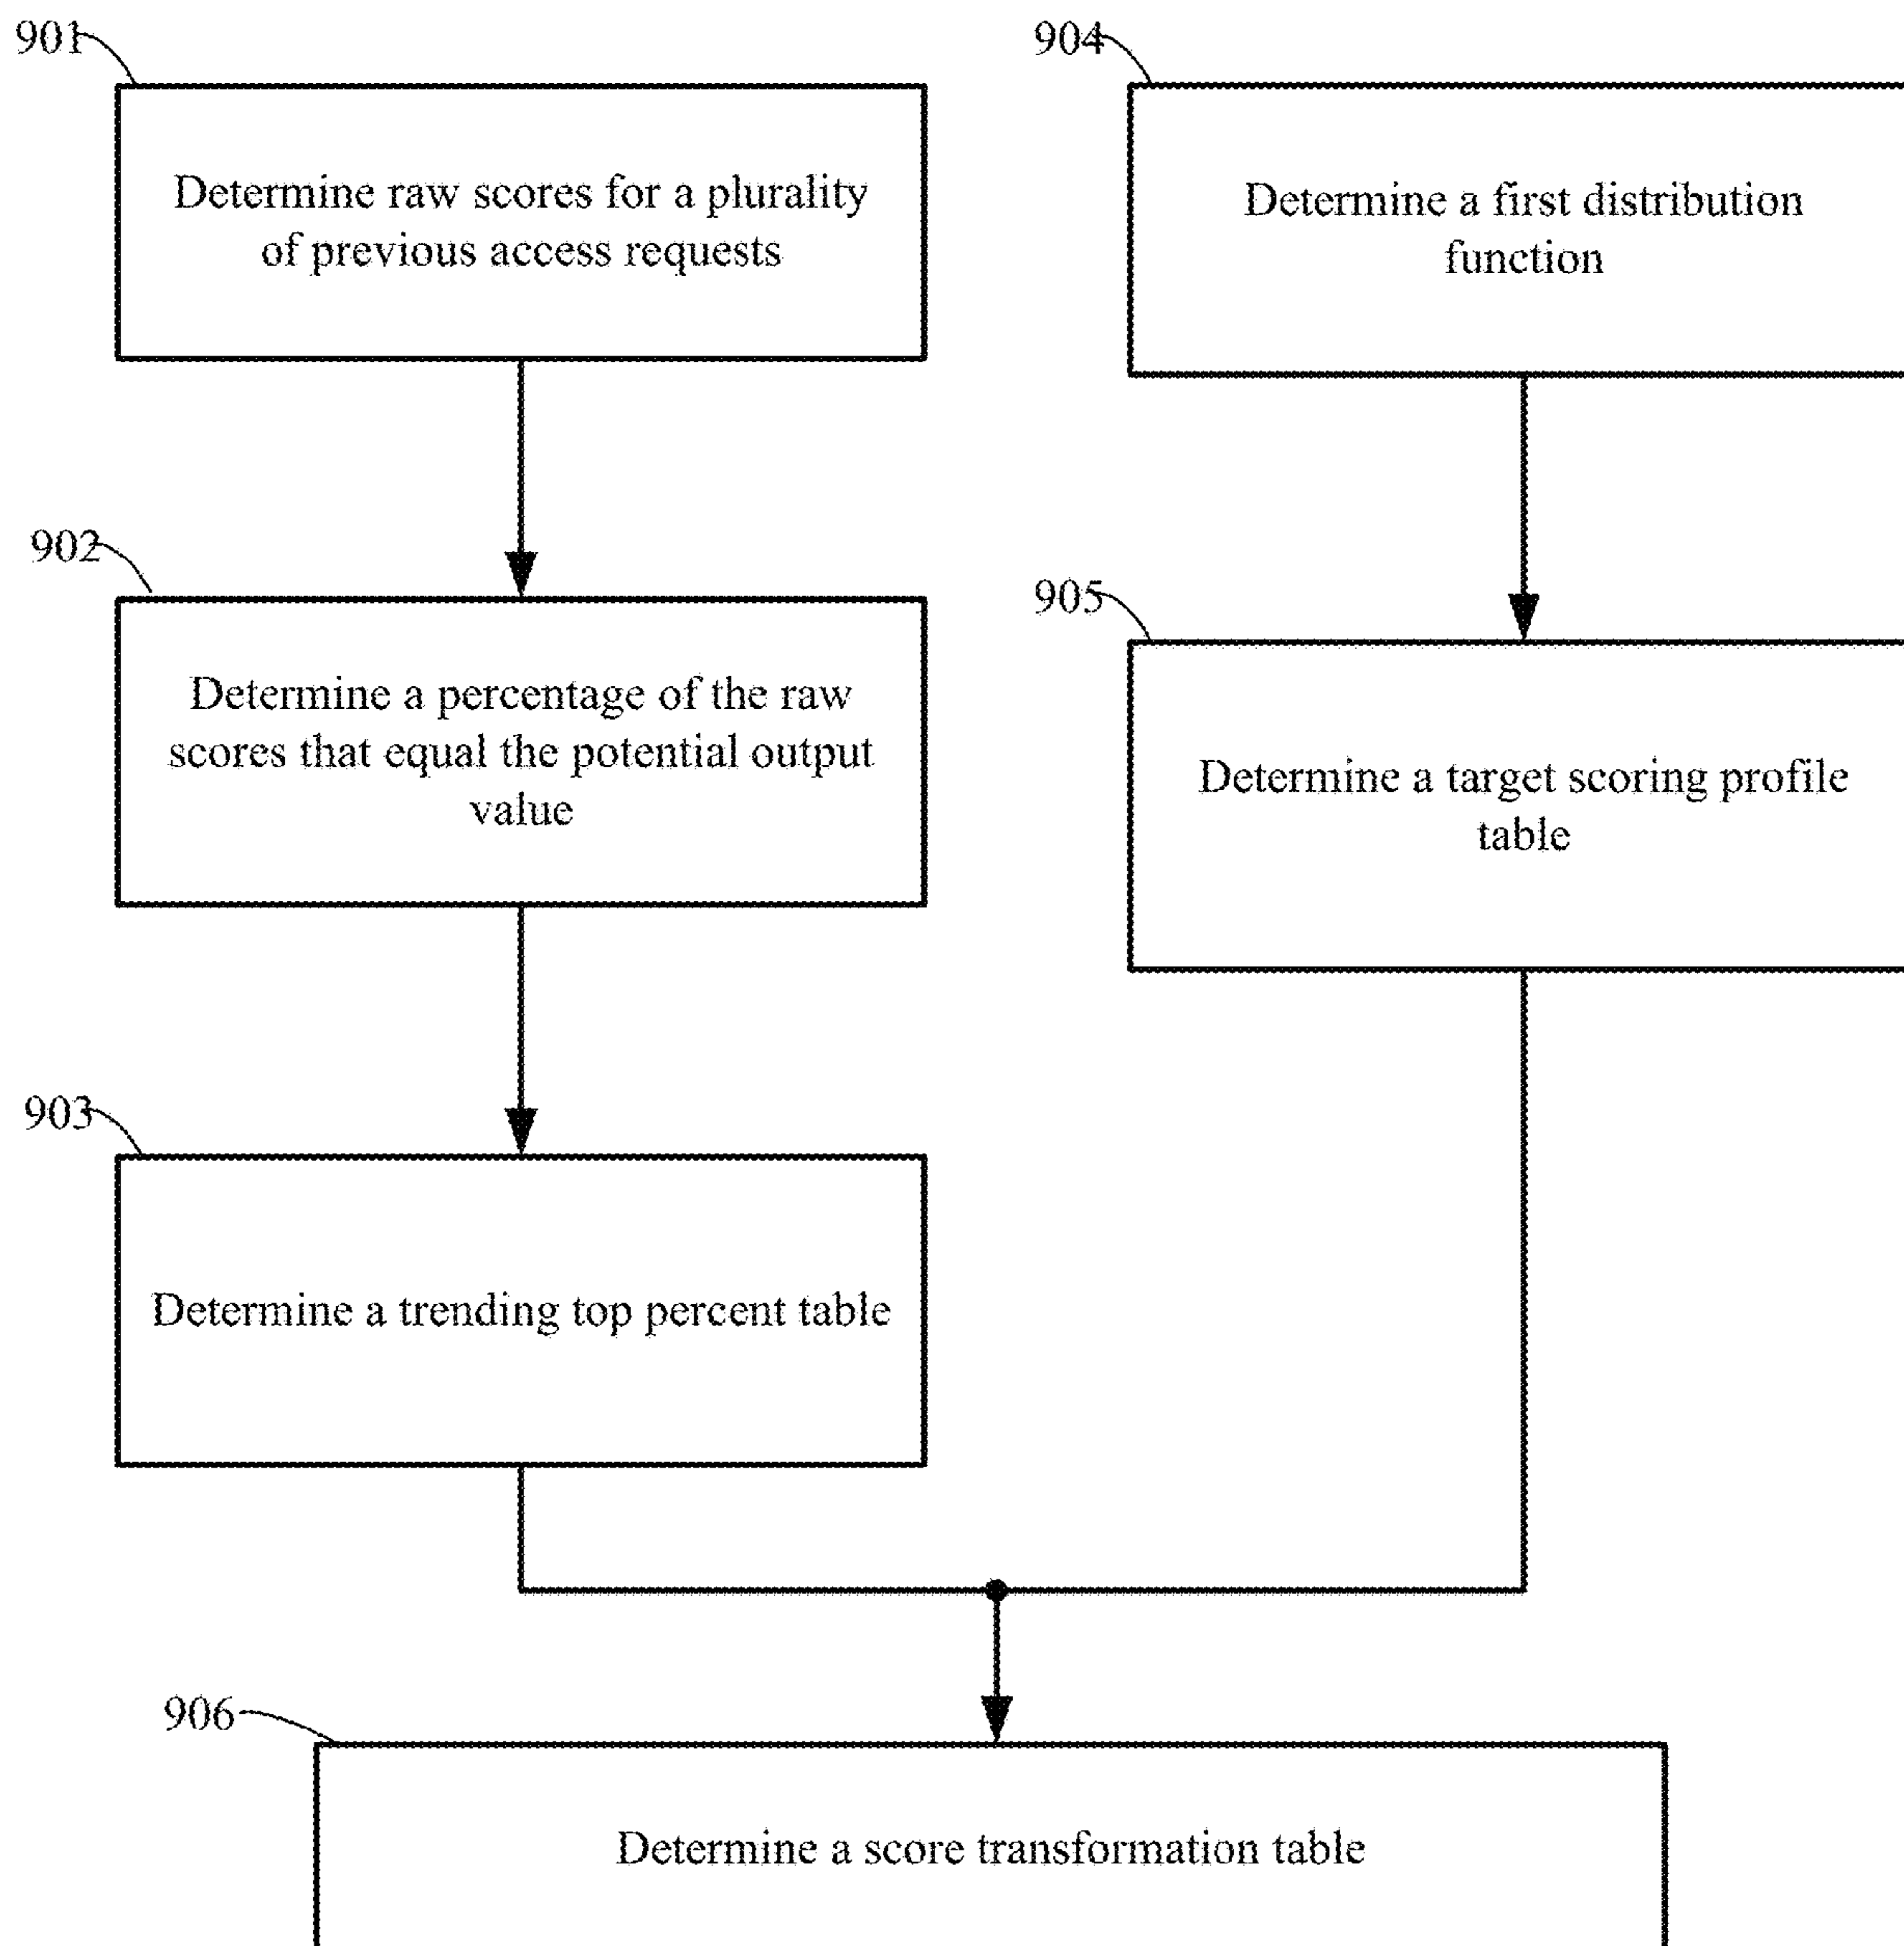 901
Determine raw scores for a plurality
of previous access requests
902
Determine a percentage of the raw
scores that equal the potential output
value
903
Determine a trending top percent table
904
Determine a first distribution
function
905
Determine a target scoring profile
table
906
Determine a score transformation table